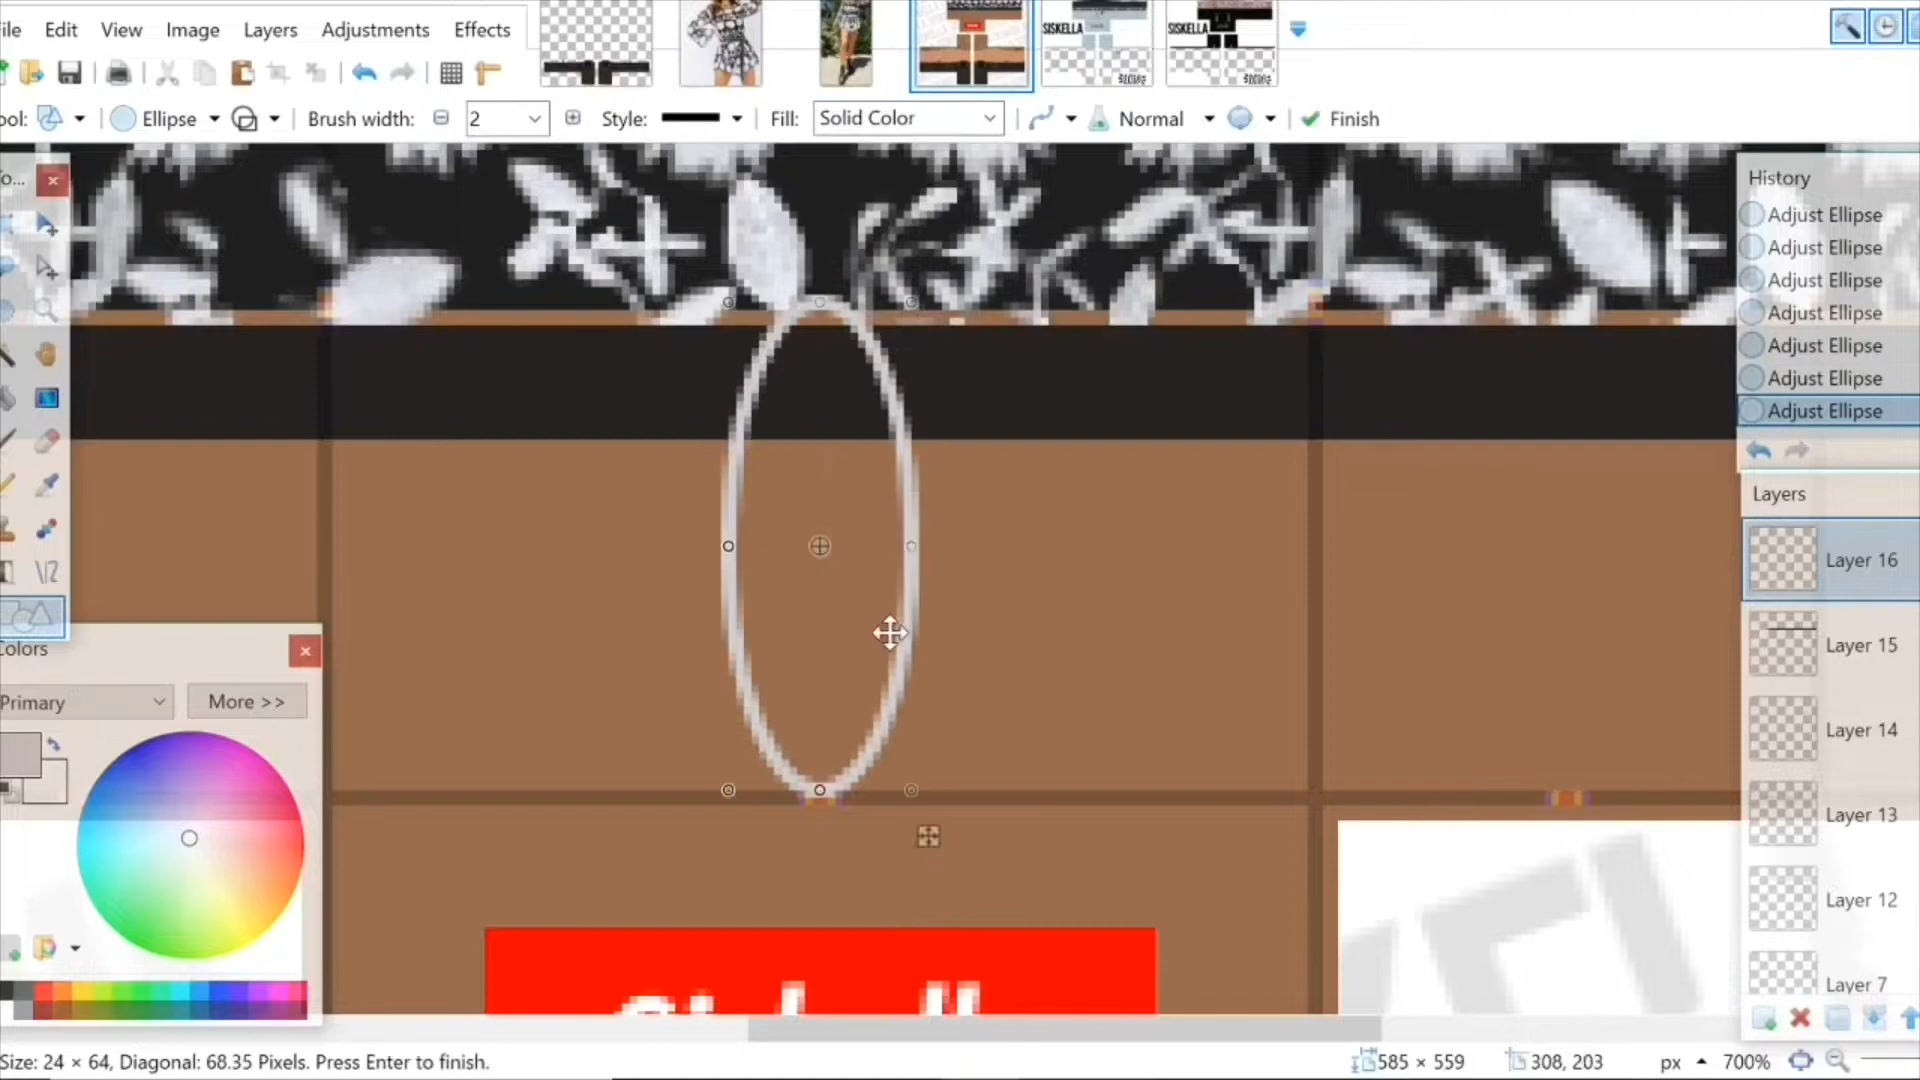 ile Edit View Image Layers Adjustments Effects
SISKELLA
SISKELLA
ool: Ellipse Brush width: 2 Style: Fill: Solid Color Normal Finish
o...
History
Adjust Ellipse
Adjust Ellipse
Adjust Ellipse
Adjust Ellipse
Adjust Ellipse
Adjust Ellipse
Adjust Ellipse
Layers
Layer 16
Layer 15
Layer 14
Layer 13
Layer 12
Layer 7
Colors
Primary More >>
Size: 24 × 64, Diagonal: 68.35 Pixels. Press Enter to finish. 585 × 559 308, 203 px 700%